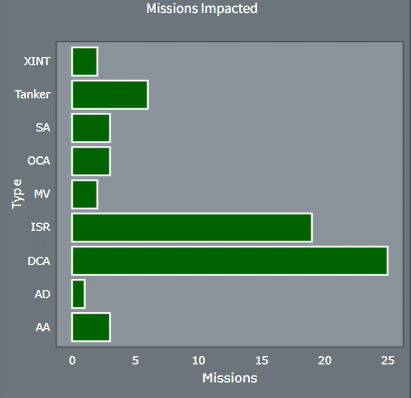 Missions Impacted
XINT
Tanker
SA
OCA
MV
ISR
DCA
AD
AA
Type
0 5 10 15 20 25
Missions